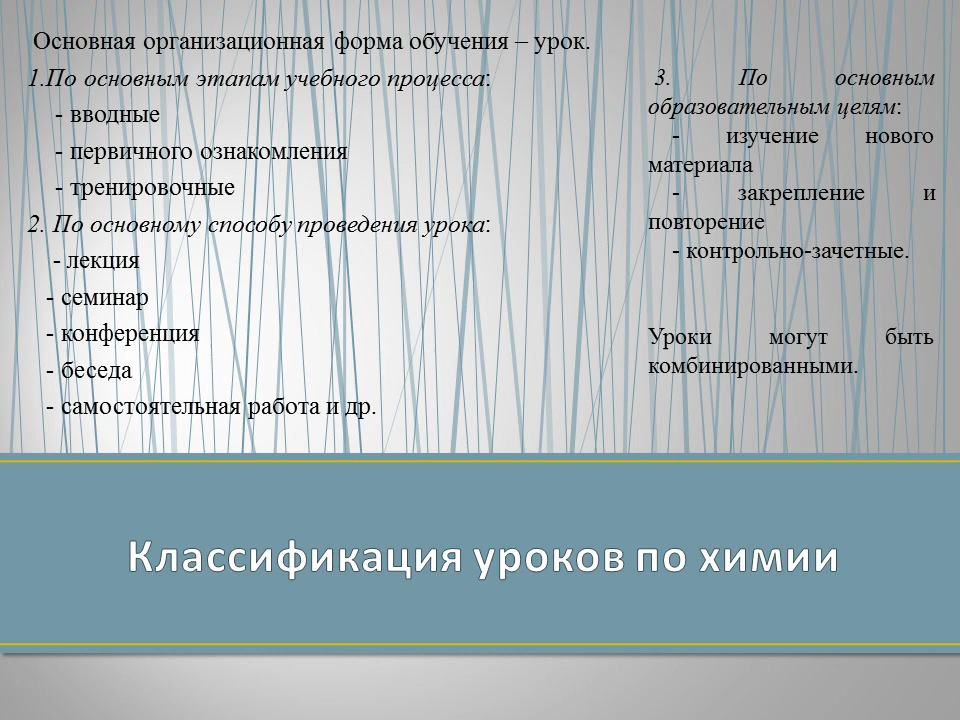 Основная организационная форма обучения – урок.
1.По основным этапам учебного процесса:
- вводные
- первичного ознакомления
- тренировочные
2. По основному способу проведения урока:
- лекция
- семинар
- конференция
- беседа
- самостоятельная работа и др.
3. По основным
образовательным целям:
- изучение нового
материала
- закрепление и
повторение
- контрольно-зачетные.
Уроки могут быть
комбинированными.
Классификация уроков по химии